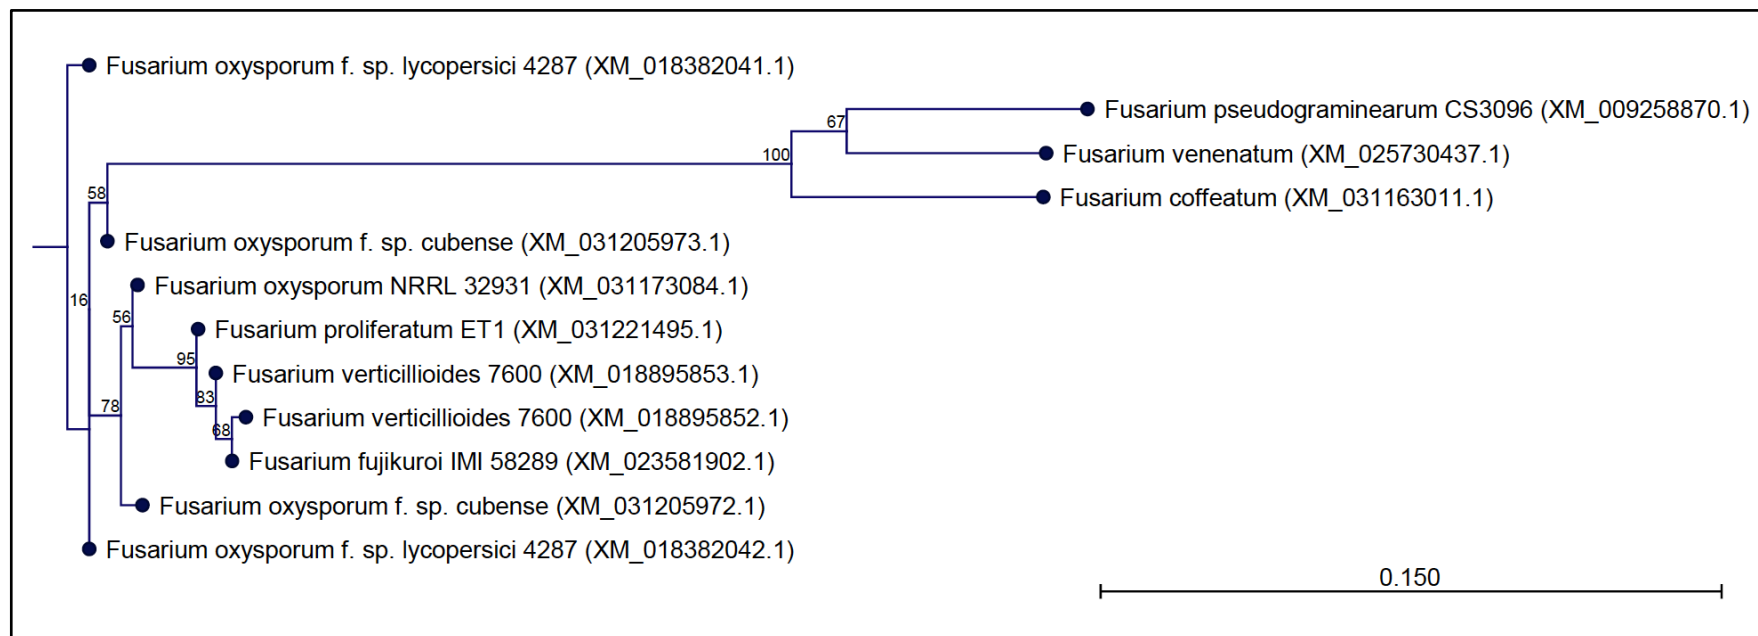 Fusarium oxysporum f. sp. lycopersici 4287 (XM_018382041.1)
Fusarium pseudograminearum CS3096 (XM_009258870.1)
67
Fusarium venenatum (XM_025730437.1)
100
Fusarium coffeatum (XM_031163011.1)
58
Fusarium oxysporum f. sp. cubense (XM_031205973.1)
Fusarium oxysporum NRRL 32931 (XM_031173084.1)
16
56
Fusarium proliferatum ET1 (XM_031221495.1)
95
Fusarium verticillioides 7600 (XM_018895853.1)
83
78
Fusarium verticillioides 7600 (XM_018895852.1)
68
Fusarium fujikuroi IMI 58289 (XM_023581902.1)
Fusarium oxysporum f. sp. cubense (XM_031205972.1)
Fusarium oxysporum f. sp. lycopersici 4287 (XM_018382042.1)
0.150